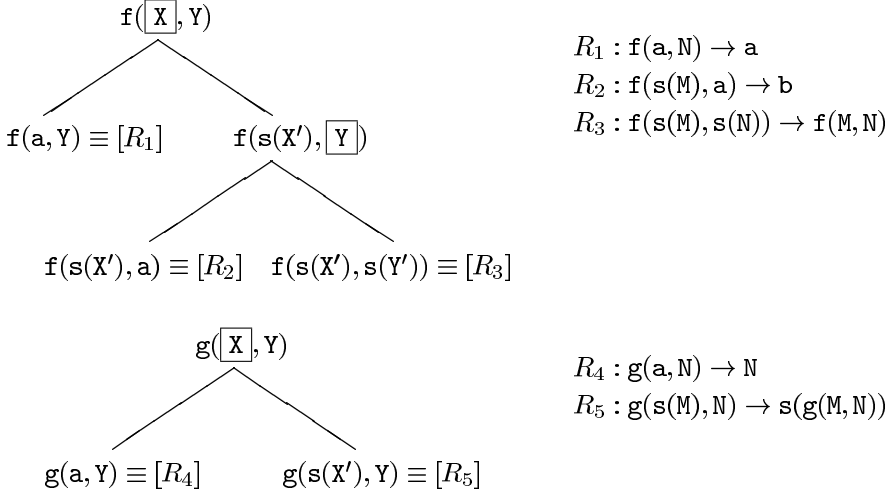 f( X , Y)
R₁ : f(a, N) → a
R₂ : f(s(M), a) → b
R₃ : f(s(M), s(N)) → f(M, N)
f(a, Y) ≡ [R₁] f(s(X′), Y )
f(s(X′), a) ≡ [R₂] f(s(X′), s(Y′)) ≡ [R₃]
g( X , Y)
R₄ : g(a, N) → N
R₅ : g(s(M), N) → s(g(M, N))
g(a, Y) ≡ [R₄] g(s(X′), Y) ≡ [R₅]